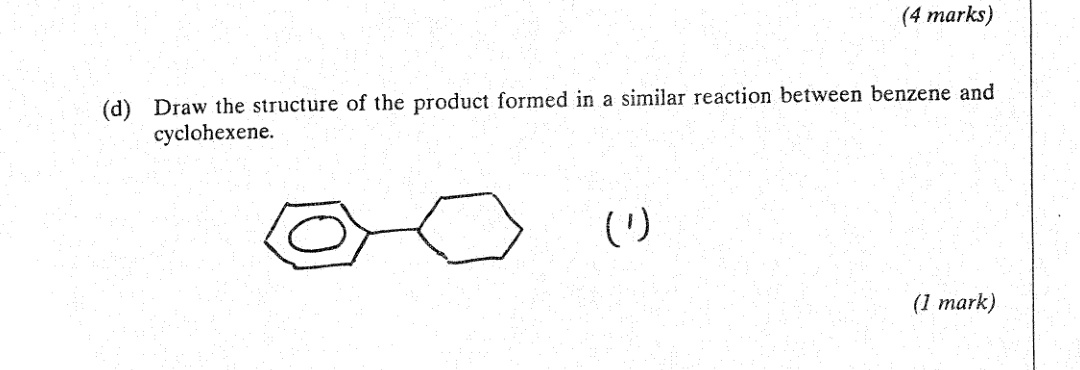 (4 marks)
(d) Draw the structure of the product formed in a similar reaction between benzene and
cyclohexene.
(1)
(1 mark)